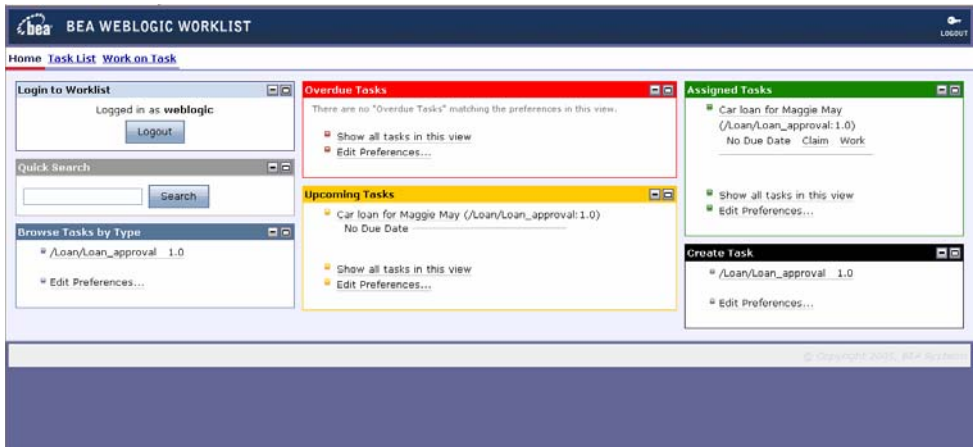 bea BEA WEBLOGIC WORKLIST
LOGOUT
Home Task List Work on Task
Login to Worklist
Logged in as weblogic
Logout
Quick Search
Search
Browse Tasks by Type
/Loan/Loan_approval 1.0
Edit Preferences...
Overdue Tasks
There are no "Overdue Tasks" matching the preferences in this view.
Show all tasks in this view
Edit Preferences...
Upcoming Tasks
Car loan for Maggie May (/Loan/Loan_approval:1.0)
No Due Date
Show all tasks in this view
Edit Preferences...
Assigned Tasks
Car loan for Maggie May
(/Loan/Loan_approval:1.0)
No Due Date Claim Work
Show all tasks in this view
Edit Preferences...
Create Task
/Loan/Loan_approval 1.0
Edit Preferences...
© Copyright 2005, BEA Systems